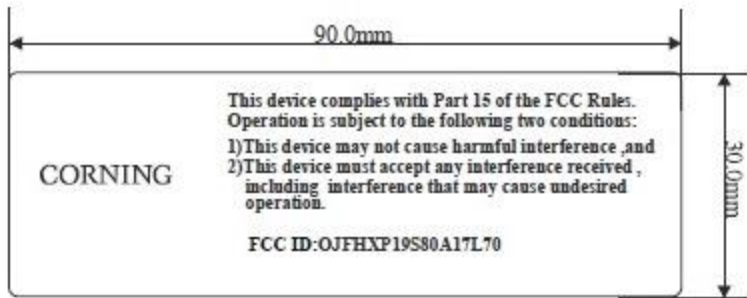 90.0mm
This device complies with Part 15 of the FCC Rules.
Operation is subject to the following two conditions:
1)This device may not cause harmful interference ,and
2)This device must accept any interference received ,
including interference that may cause undesired
operation.
CORNING
FCC ID:OJFHXP19S80A17L70
30.0mm